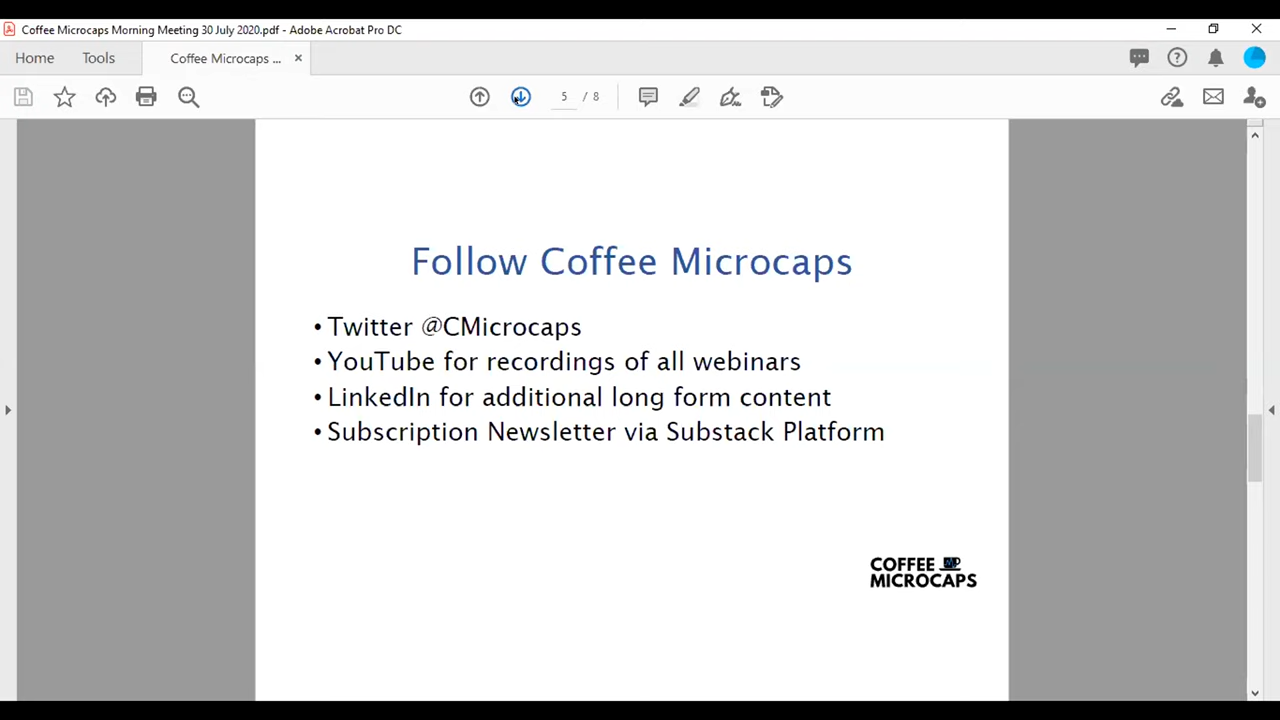 Coffee Microcaps Morning Meeting 30 July 2020.pdf - Adobe Acrobat Pro DC
Home
Tools
Coffee Microcaps ...
5 / 8
Follow Coffee Microcaps
• Twitter @CMicrocaps
• YouTube for recordings of all webinars
• LinkedIn for additional long form content
• Subscription Newsletter via Substack Platform
COFFEE
MICROCAPS